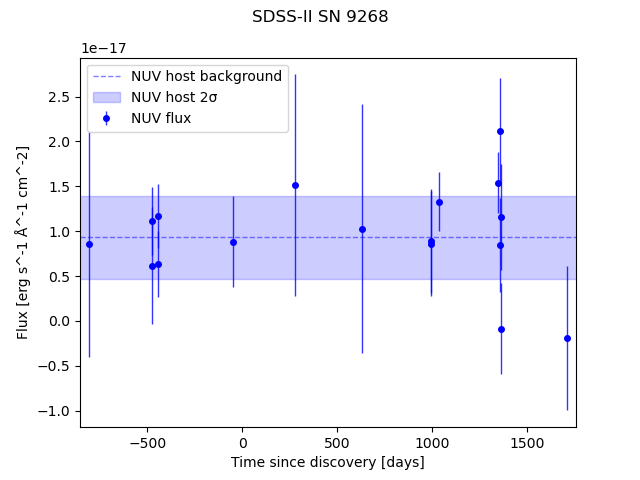 SDSS-II SN 9268
1e−17
NUV host background
NUV host 2σ
NUV flux
2.5
2.0
1.5
1.0
0.5
0.0
−0.5
−1.0
Flux [erg s^-1 Å^-1 cm^-2]
−500
0
500
1000
1500
Time since discovery [days]